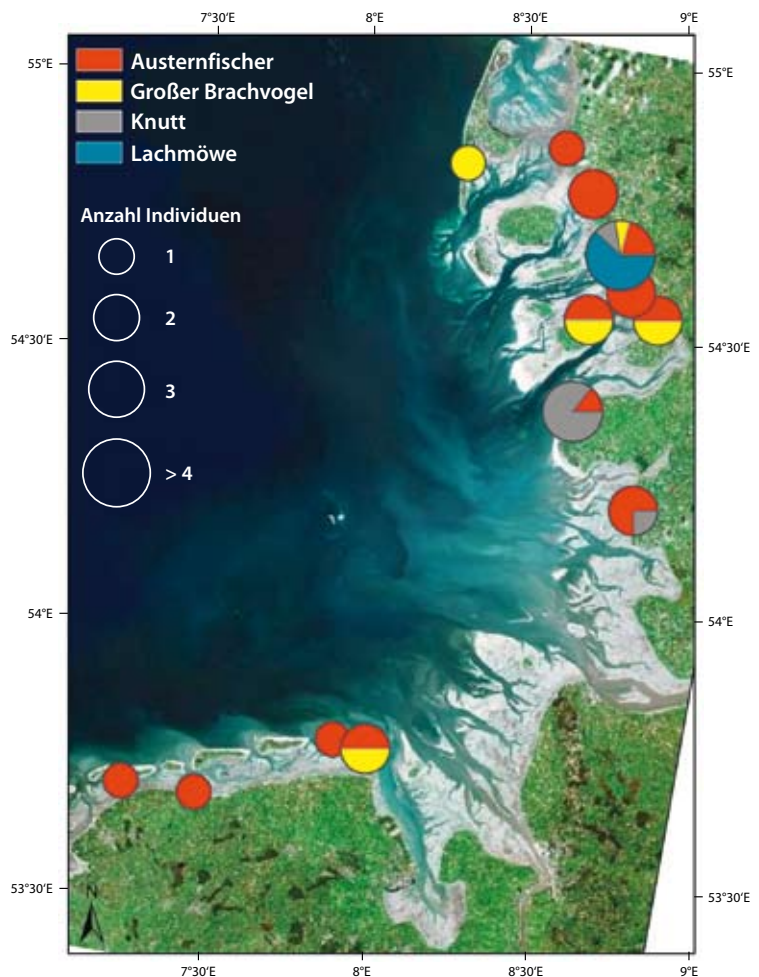 7°30'E 8°E 8°30'E 9°E
55°E 55°E
Austernfischer
Großer Brachvogel
Knutt
Lachmöwe
Anzahl Individuen
1
2
54°30'E 54°30'E
3
> 4
54°E 54°E
53°30'E 53°30'E
N
7°30'E 8°E 8°30'E 9°E